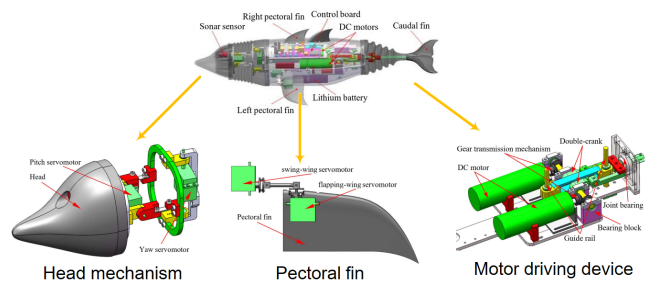 Right pectoral fin
Control board
Sonar sensor
DC motors
Caudal fin
Left pectoral fin
Lithium battery
Pitch servomotor
Head
Yaw servomotor
Head mechanism
swing-wing servomotor
flapping-wing servomotor
Pectoral fin
Pectoral fin
Double-crank
Gear transmission mechanism
DC motor
Joint bearing
Guide rail
Bearing block
Motor driving device